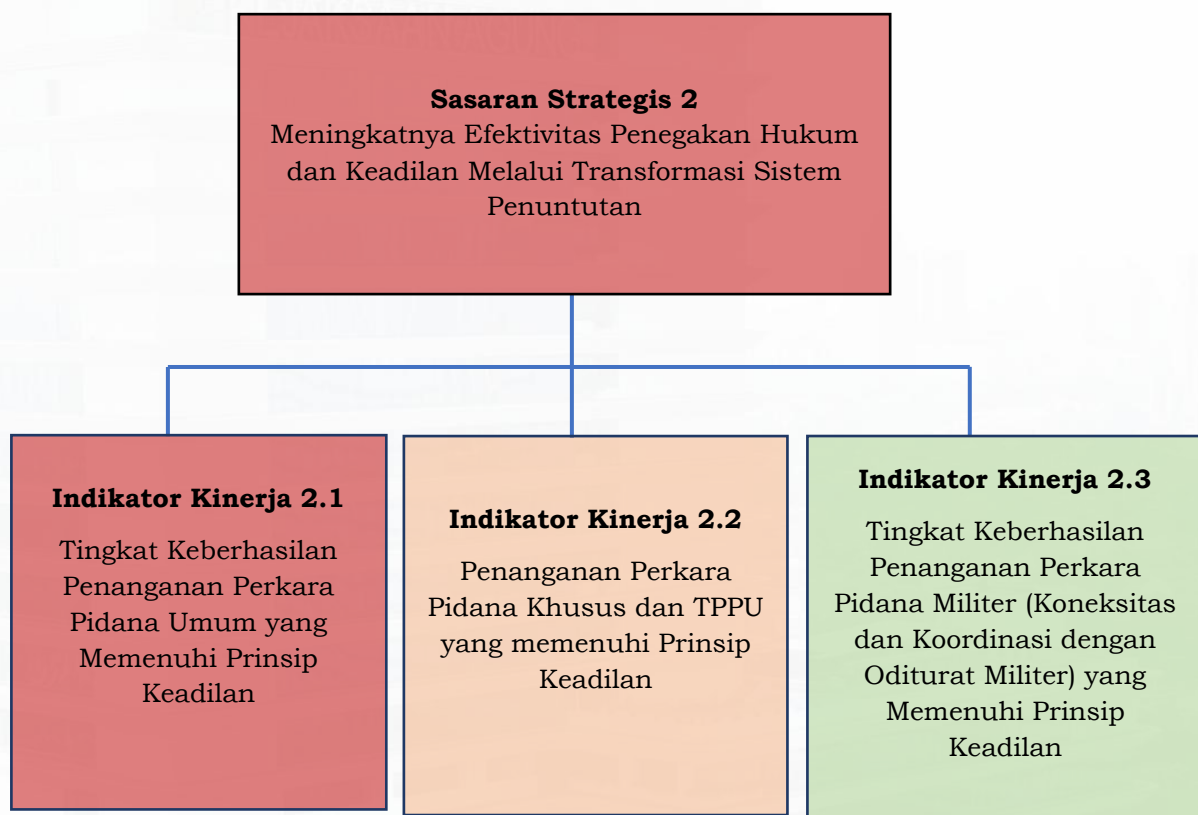 Sasaran Strategis 2
Meningkatnya Efektivitas Penegakan Hukum
dan Keadilan Melalui Transformasi Sistem
Penuntutan
Indikator Kinerja 2.1
Tingkat Keberhasilan
Penanganan Perkara
Pidana Umum yang
Memenuhi Prinsip
Keadilan
Indikator Kinerja 2.2
Penanganan Perkara
Pidana Khusus dan TPPU
yang memenuhi Prinsip
Keadilan
Indikator Kinerja 2.3
Tingkat Keberhasilan
Penanganan Perkara
Pidana Militer (Koneksitas
dan Koordinasi dengan
Oditurat Militer) yang
Memenuhi Prinsip
Keadilan